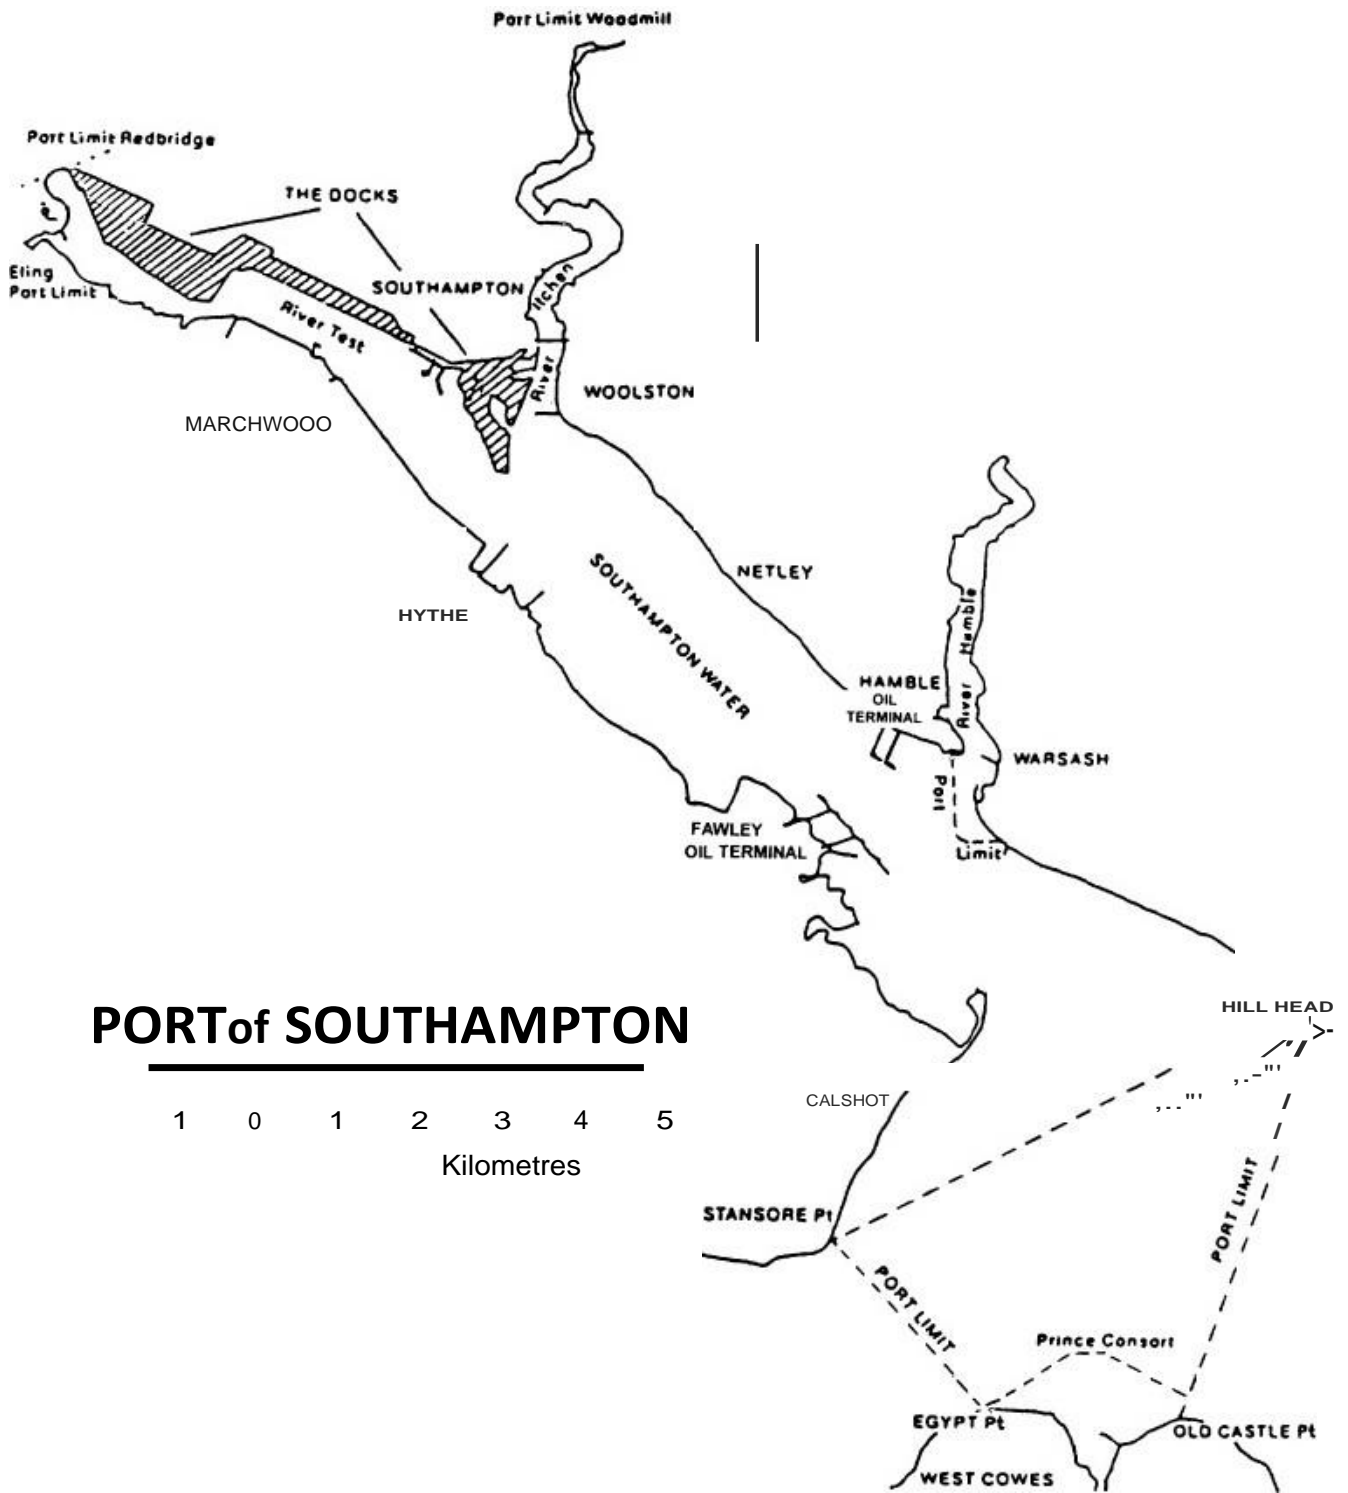 Port Limit Woodmill
Port Limit Redbridge
THE DOCKS
Eling
Port Limit
SOUTHAMPTON
River Itchen
River Test
WOOLSTON
MARCHWOOO
NETLEY
SOUTHAMPTON WATER
HYTHE
River Hamble
HAMBLE
OIL
TERMINAL
WARSASH
Port
Limit
FAWLEY
OIL TERMINAL
PORTof SOUTHAMPTON
HILL HEAD
1 0 1 2 3 4 5
Kilometres
CALSHOT
STANSORE Pt
PORT LIMIT
PORT LIMIT
Prince Consort
EGYPT Pt
OLD CASTLE Pt
WEST COWES